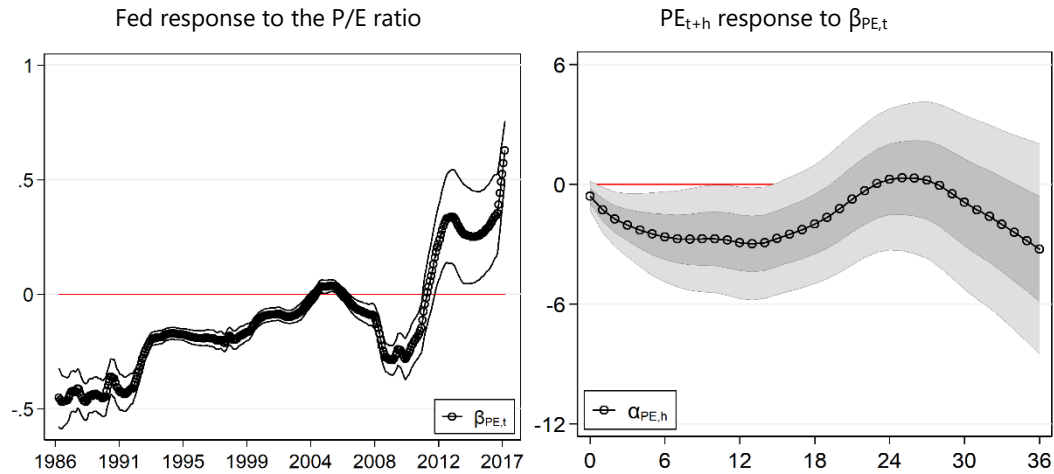 Fed response to the P/E ratio
1
.5
0
-.5
1986 1991 1995 1999 2004 2008 2012 2017
βPE,t
PEt+h response to βPE,t
6
0
-6
-12
0 6 12 18 24 30 36
αPE,h